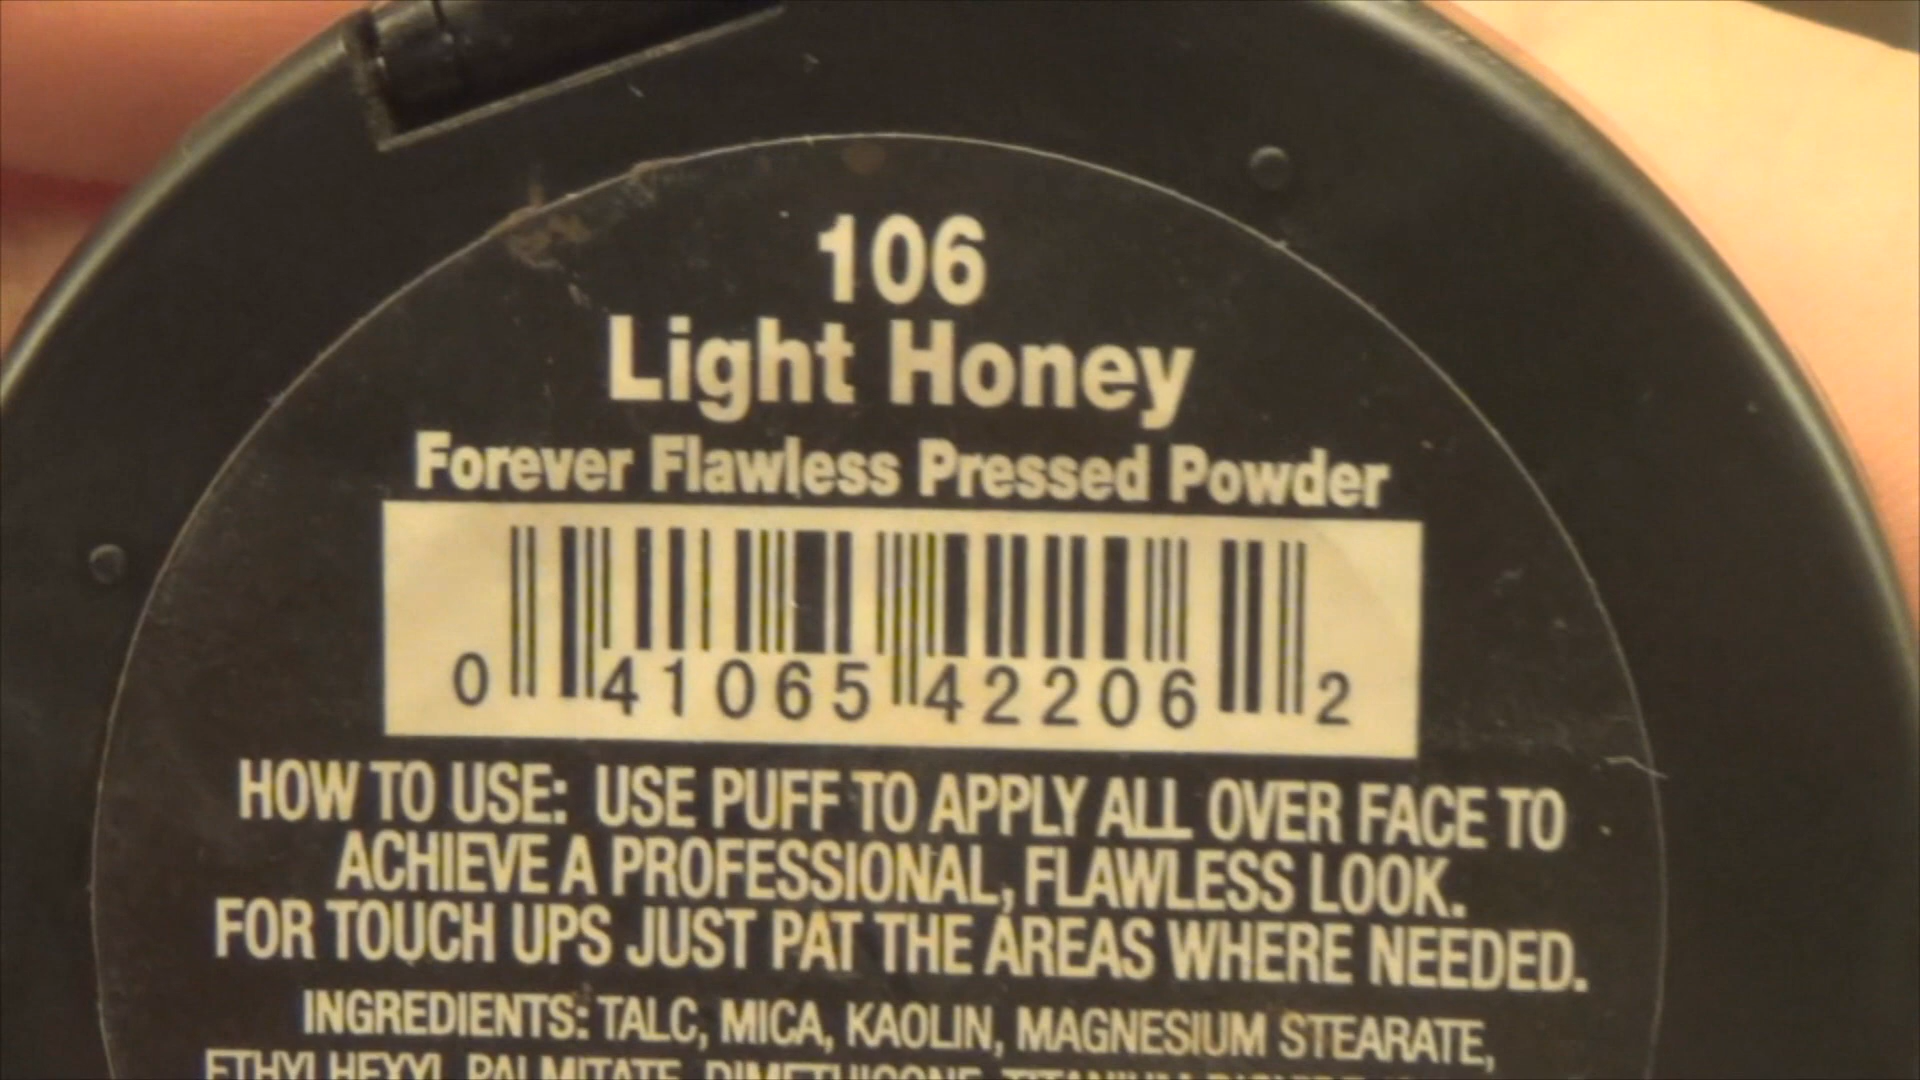 106
Light Honey
Forever Flawless Pressed Powder
0 41065 42206 2
HOW TO USE: USE PUFF TO APPLY ALL OVER FACE TO
ACHIEVE A PROFESSIONAL, FLAWLESS LOOK.
FOR TOUCH UPS JUST PAT THE AREAS WHERE NEEDED.
INGREDIENTS: TALC, MICA, KAOLIN, MAGNESIUM STEARATE,
ETHYLHEXYL PALMITATE, DIMETHICONE, TITANIUM DIOXIDE